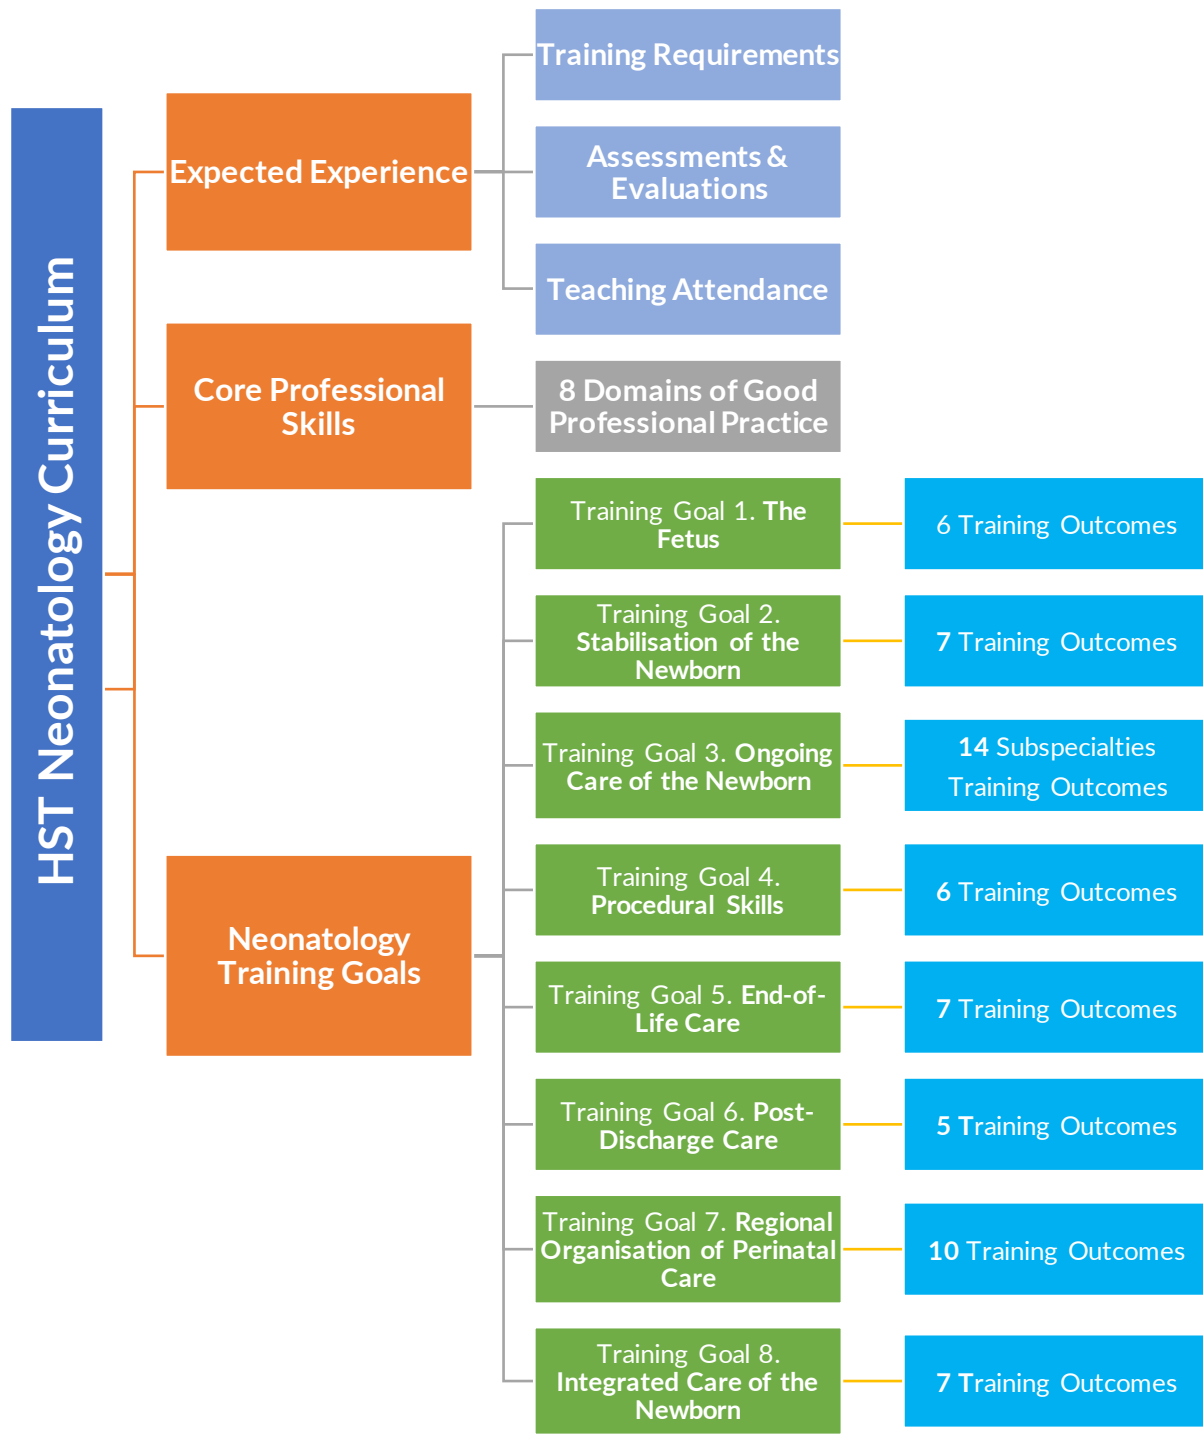 HST Neonatology Curriculum
Expected Experience
Training Requirements
Assessments &
Evaluations
Teaching Attendance
Core Professional
Skills
8 Domains of Good
Professional Practice
Neonatology
Training Goals
Training Goal 1. The
Fetus
6 Training Outcomes
Training Goal 2.
Stabilisation of the
Newborn
7 Training Outcomes
Training Goal 3. Ongoing
Care of the Newborn
14 Subspecialties
Training Outcomes
Training Goal 4.
Procedural Skills
6 Training Outcomes
Training Goal 5. End-of-
Life Care
7 Training Outcomes
Training Goal 6. Post-
Discharge Care
5 Training Outcomes
Training Goal 7. Regional
Organisation of Perinatal
Care
10 Training Outcomes
Training Goal 8.
Integrated Care of the
Newborn
7 Training Outcomes